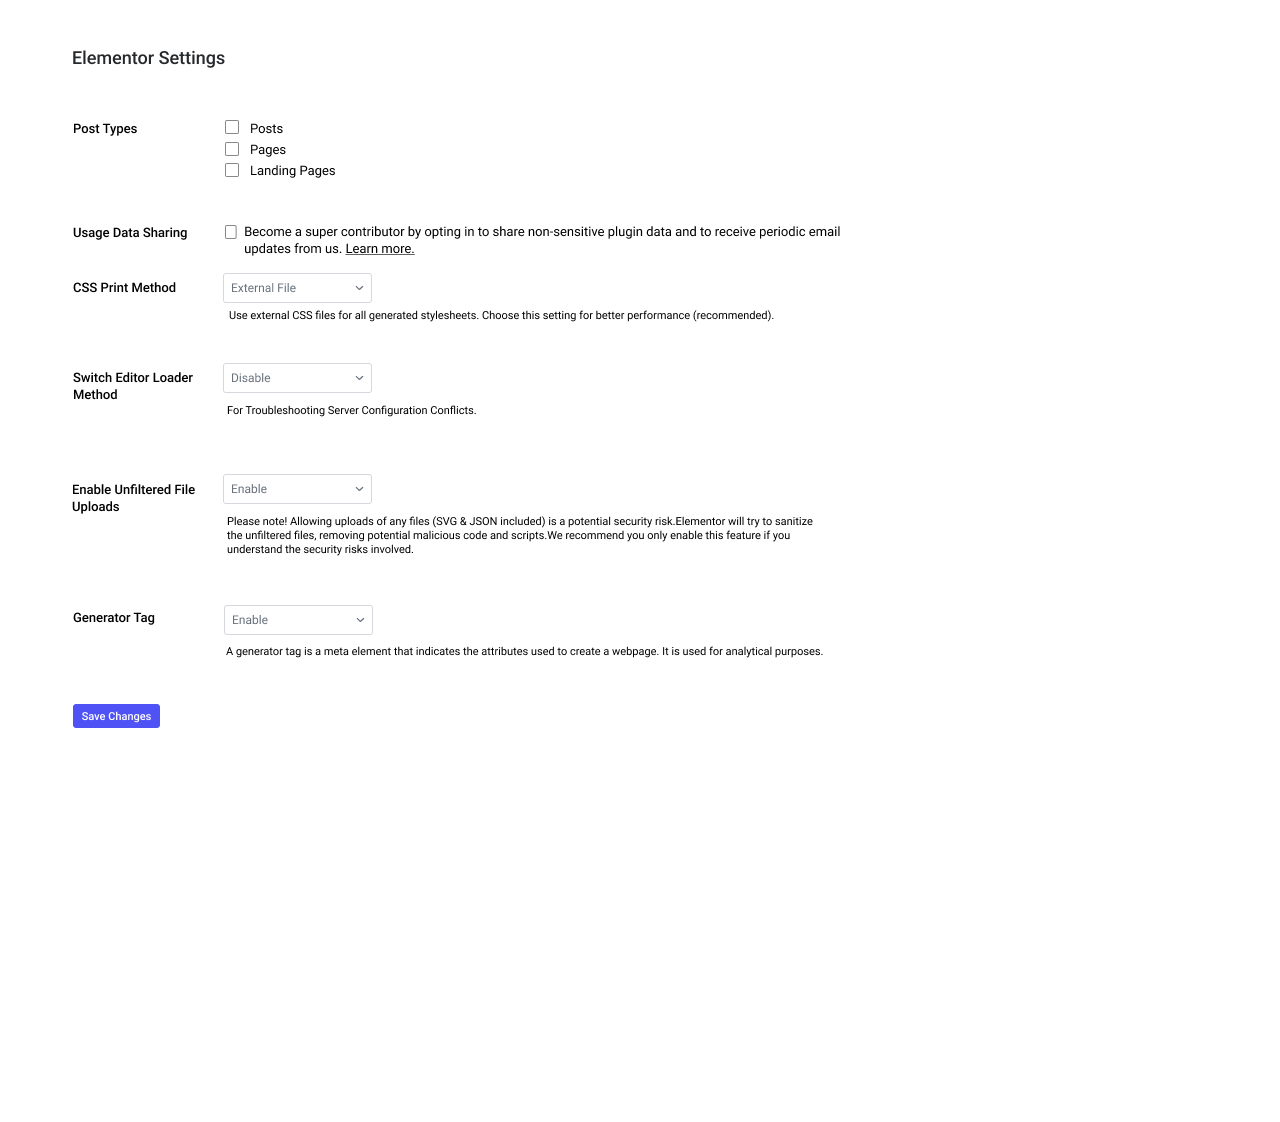 Elementor Settings
Post Types
Posts
Pages
Landing Pages
Usage Data Sharing
Become a super contributor by opting in to share non-sensitive plugin data and to receive periodic email
updates from us. Learn more.
CSS Print Method
External File
Use external CSS files for all generated stylesheets. Choose this setting for better performance (recommended).
Switch Editor Loader
Method
Disable
For Troubleshooting Server Configuration Conflicts.
Enable Unfiltered File
Uploads
Enable
Please note! Allowing uploads of any files (SVG & JSON included) is a potential security risk.Elementor will try to sanitize
the unfiltered files, removing potential malicious code and scripts.We recommend you only enable this feature if you
understand the security risks involved.
Generator Tag
Enable
A generator tag is a meta element that indicates the attributes used to create a webpage. It is used for analytical purposes.
Save Changes